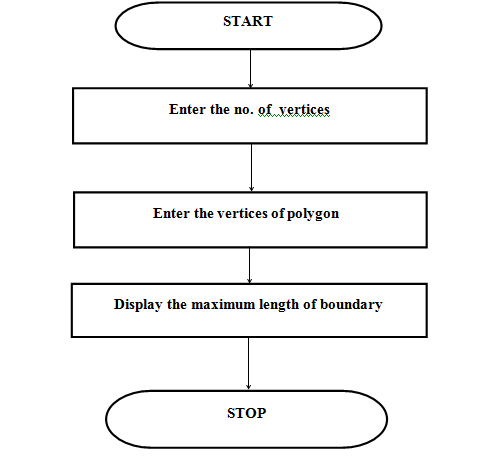 START
Enter the no. of vertices
Enter the vertices of polygon
Display the maximum length of boundary
STOP